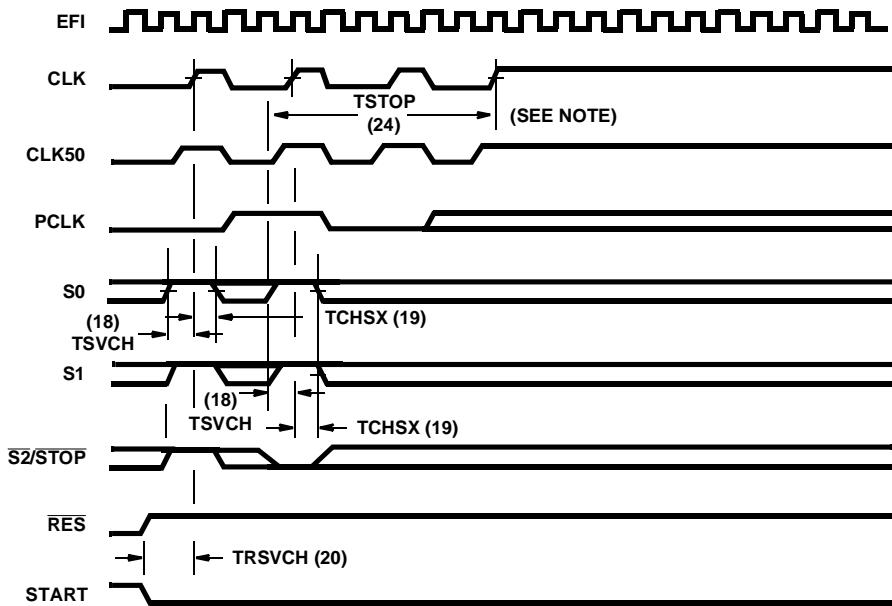 EFI
CLK
TSTOP
(24)
(SEE NOTE)
CLK50
PCLK
S0
(18)
TSVCH
TCHSX (19)
S1
(18)
TSVCH
TCHSX (19)
S2/STOP
RES
TRSVCH (20)
START